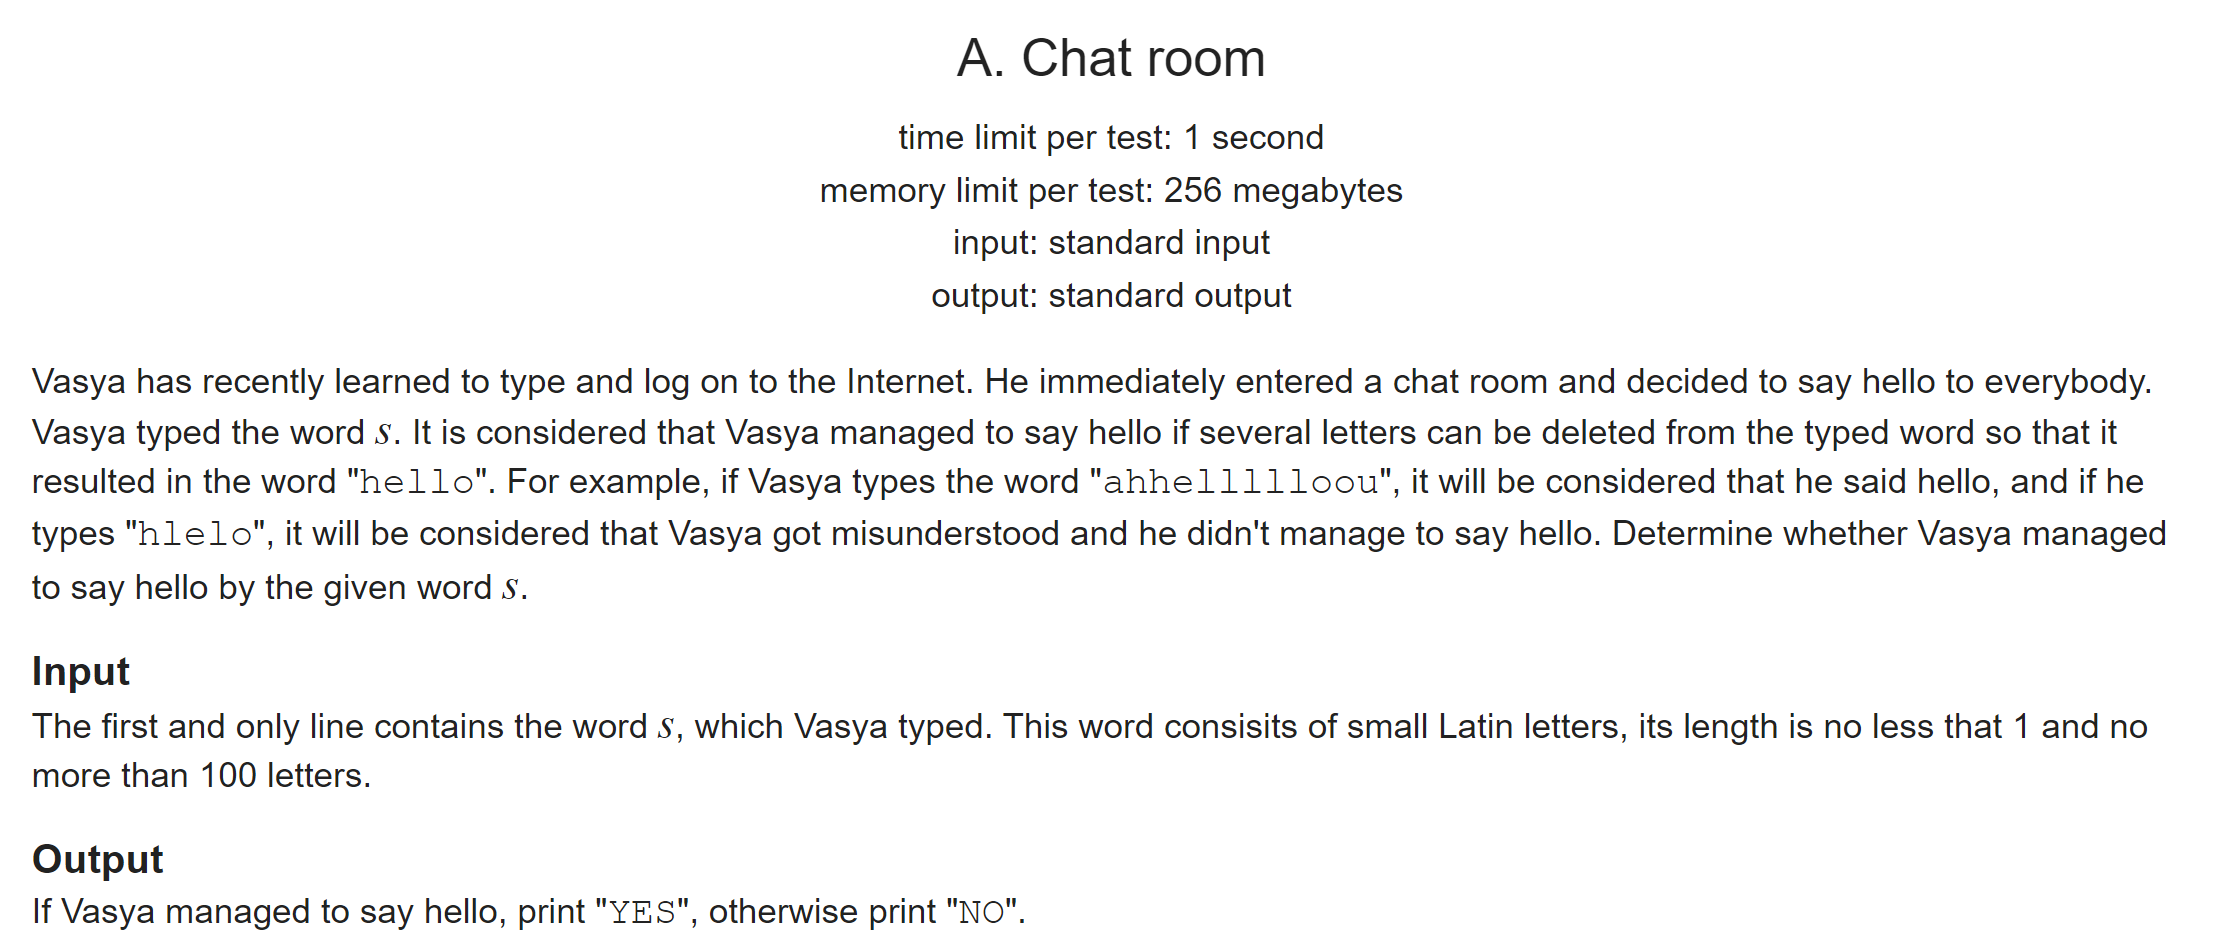 A. Chat room
time limit per test: 1 second
memory limit per test: 256 megabytes
input: standard input
output: standard output
Vasya has recently learned to type and log on to the Internet. He immediately entered a chat room and decided to say hello to everybody.
Vasya typed the word s. It is considered that Vasya managed to say hello if several letters can be deleted from the typed word so that it
resulted in the word "hello". For example, if Vasya types the word "ahhellllloou", it will be considered that he said hello, and if he
types "hlelo", it will be considered that Vasya got misunderstood and he didn't manage to say hello. Determine whether Vasya managed
to say hello by the given word s.
Input
The first and only line contains the word s, which Vasya typed. This word consisits of small Latin letters, its length is no less that 1 and no
more than 100 letters.
Output
If Vasya managed to say hello, print "YES", otherwise print "NO".